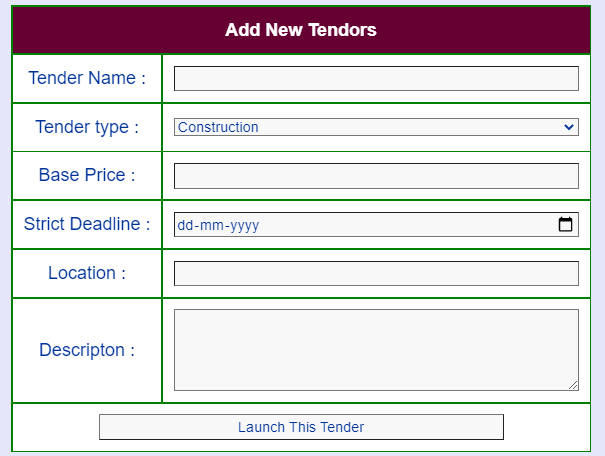 Add New Tendors
Tender Name :
Tender type : Construction
Base Price :
Strict Deadline : dd-mm-yyyy
Location :
Descripton :
Launch This Tender